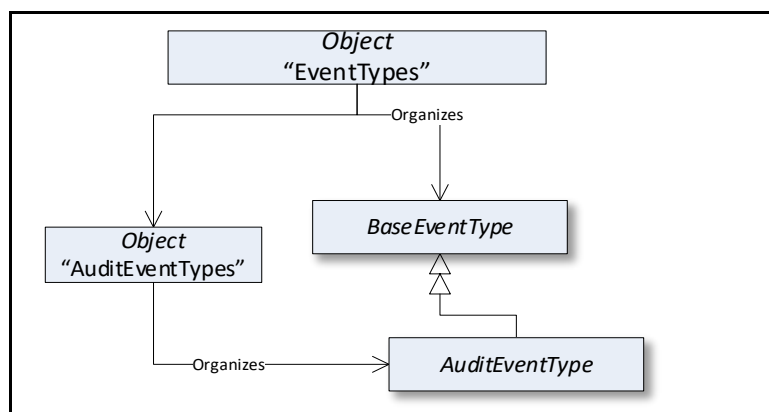 Object
“EventTypes”
Organizes
BaseEventType
Object
“AuditEventTypes”
Organizes
AuditEventType